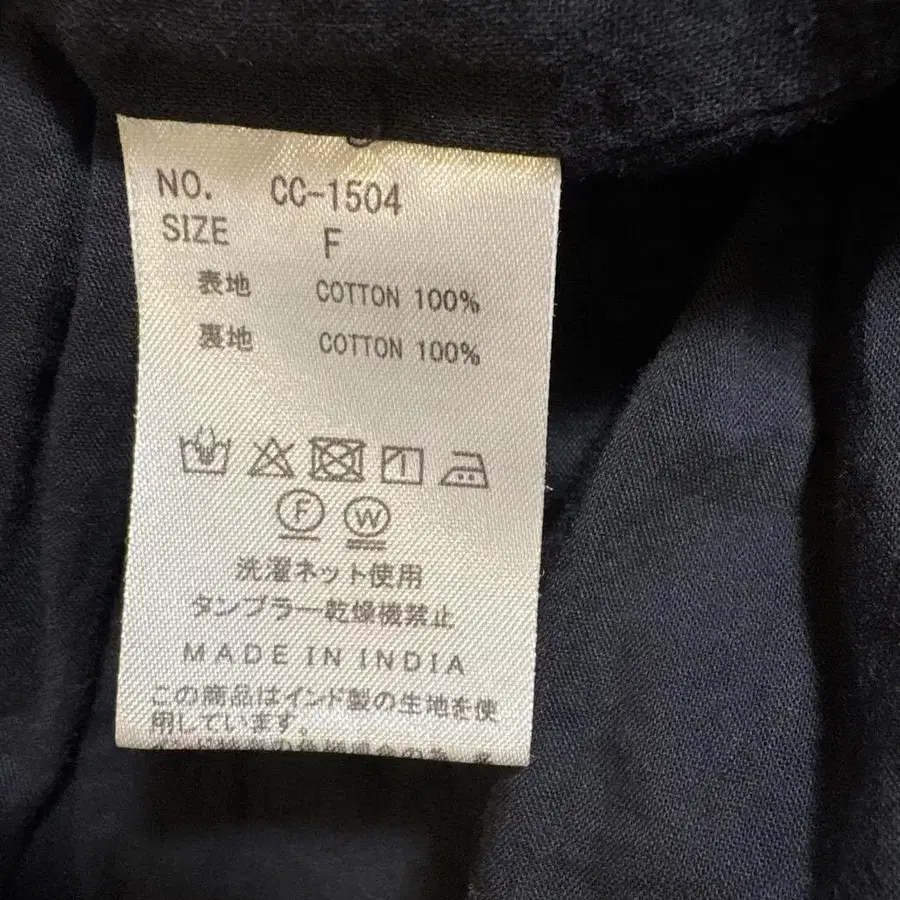 NO. CC-1504
SIZE F
表地 COTTON 100%
裏地 COTTON 100%
F W
洗濯ネット使用
タンブラー乾燥機禁止
MADE IN INDIA
この商品はインド製の生地を使
用しています。